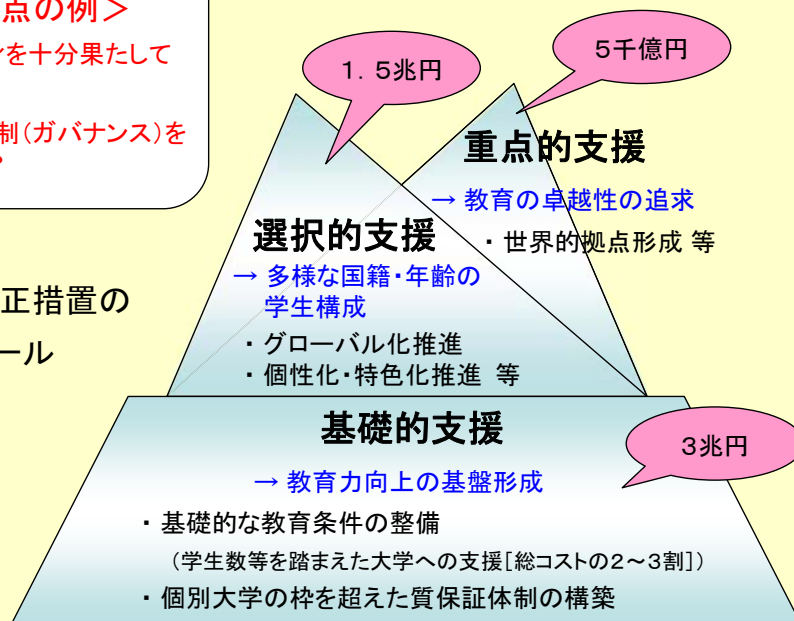 点の例＞
を十分果たして
制(ガバナンス)を
正措置の
ール
１．５兆円
５千億円
重点的支援
→ 教育の卓越性の追求
・世界的拠点形成 等
選択的支援
→ 多様な国籍・年齢の
学生構成
・グローバル化推進
・個性化・特色化推進 等
基礎的支援
３兆円
→ 教育力向上の基盤形成
・ 基礎的な教育条件の整備
（学生数等を踏まえた大学への支援[総コストの２～３割]）
・ 個別大学の枠を超えた質保証体制の構築